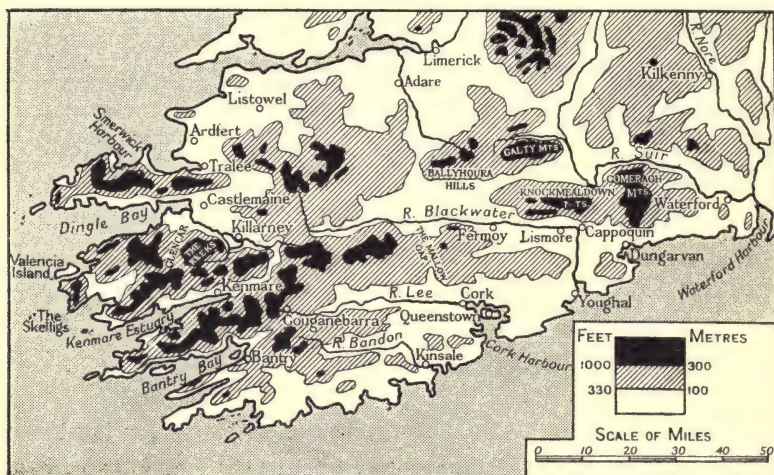 Limerick
R. Nore
Kilkenny
Adare
Listowel
Smerwick
Harbour
Ardfert
Tralee
GALTY MTS
BALLYHOURA
HILLS
R. Suir
COMERAGH
MTS.
KNOCKMEALDOWN
MTS
Castlemaine
Dingle Bay
Killarney
R. Blackwater
Waterford
Fermoy
Lismore
Cappoquin
Dungarvan
THE MALLOW
GAP
GLENCAR
THE
REEKS
Valencia
Island
Kenmare
Waterford Harbour
The
Skelligs
Kenmare Estuary
R. Lee
Cork
Youghal
Gouganebarra
Queenstown
R. Bandon
Cork Harbour
Bantry
Bantry Bay
Kinsale
FEET METRES
1000 300
330 100
SCALE OF MILES
0 10 20 30 40 50